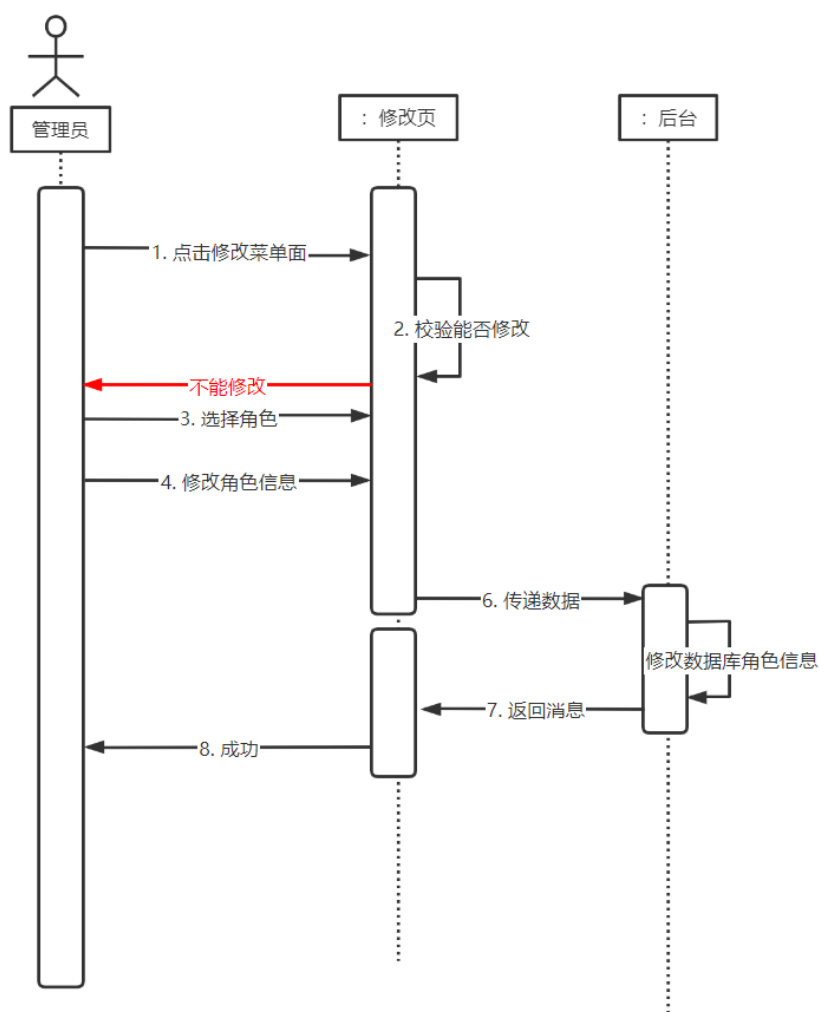 管理员
：修改页
：后台
1. 点击修改菜单面
2. 校验能否修改
不能修改
3. 选择角色
4. 修改角色信息
6. 传递数据
修改数据库角色信息
7. 返回消息
8. 成功